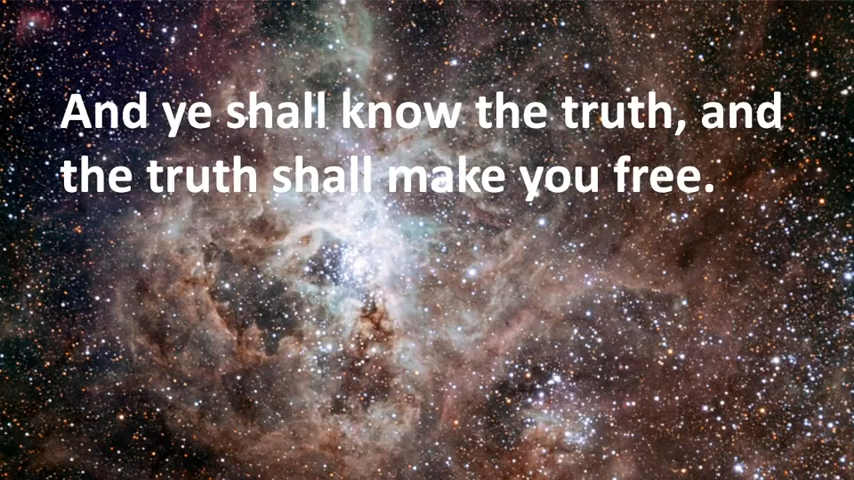 And ye shall know the truth, and
the truth shall make you free.